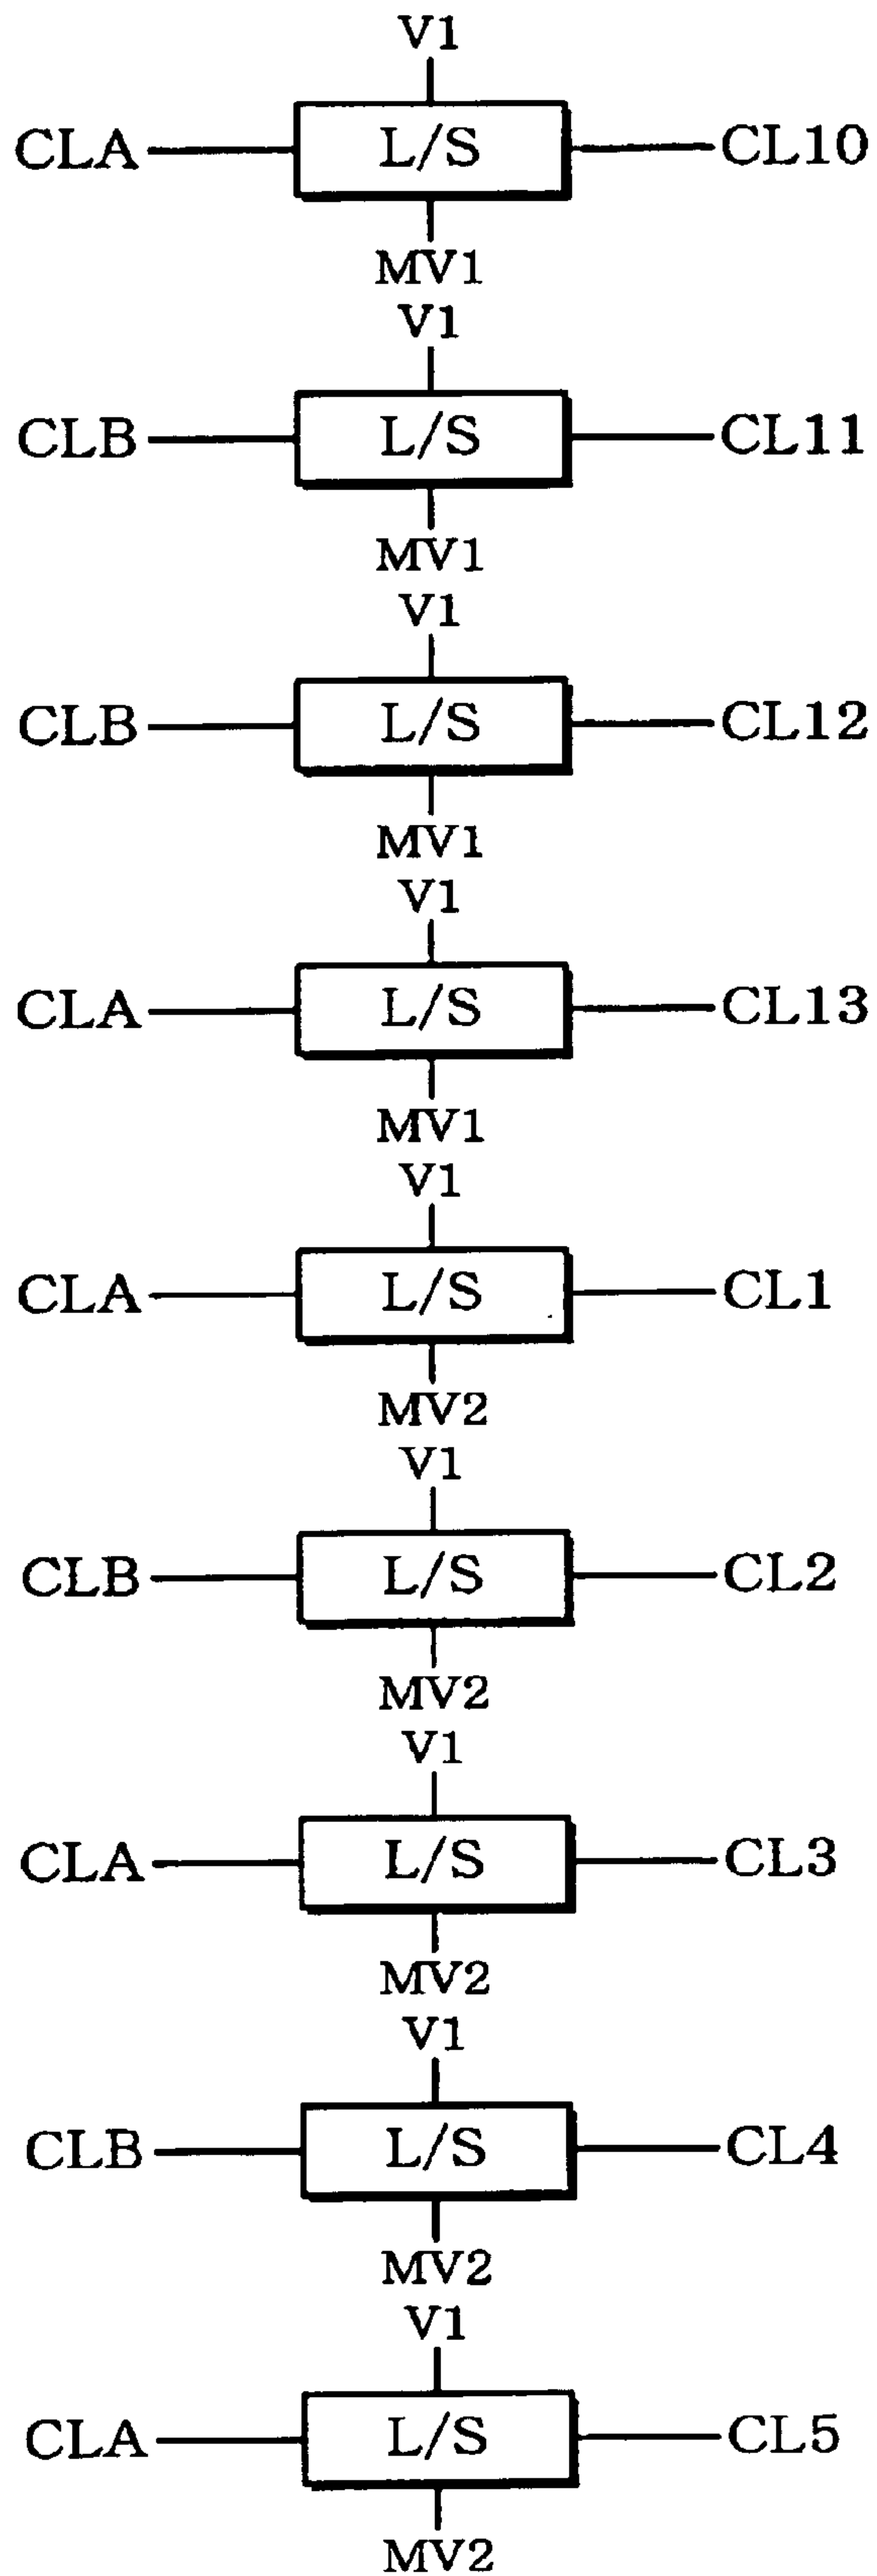 V1
CLA L/S CL10
MV1
V1
CLB L/S CL11
MV1
V1
CLB L/S CL12
MV1
V1
CLA L/S CL13
MV1
V1
CLA L/S CL1
MV2
V1
CLB L/S CL2
MV2
V1
CLA L/S CL3
MV2
V1
CLB L/S CL4
MV2
V1
CLA L/S CL5
MV2